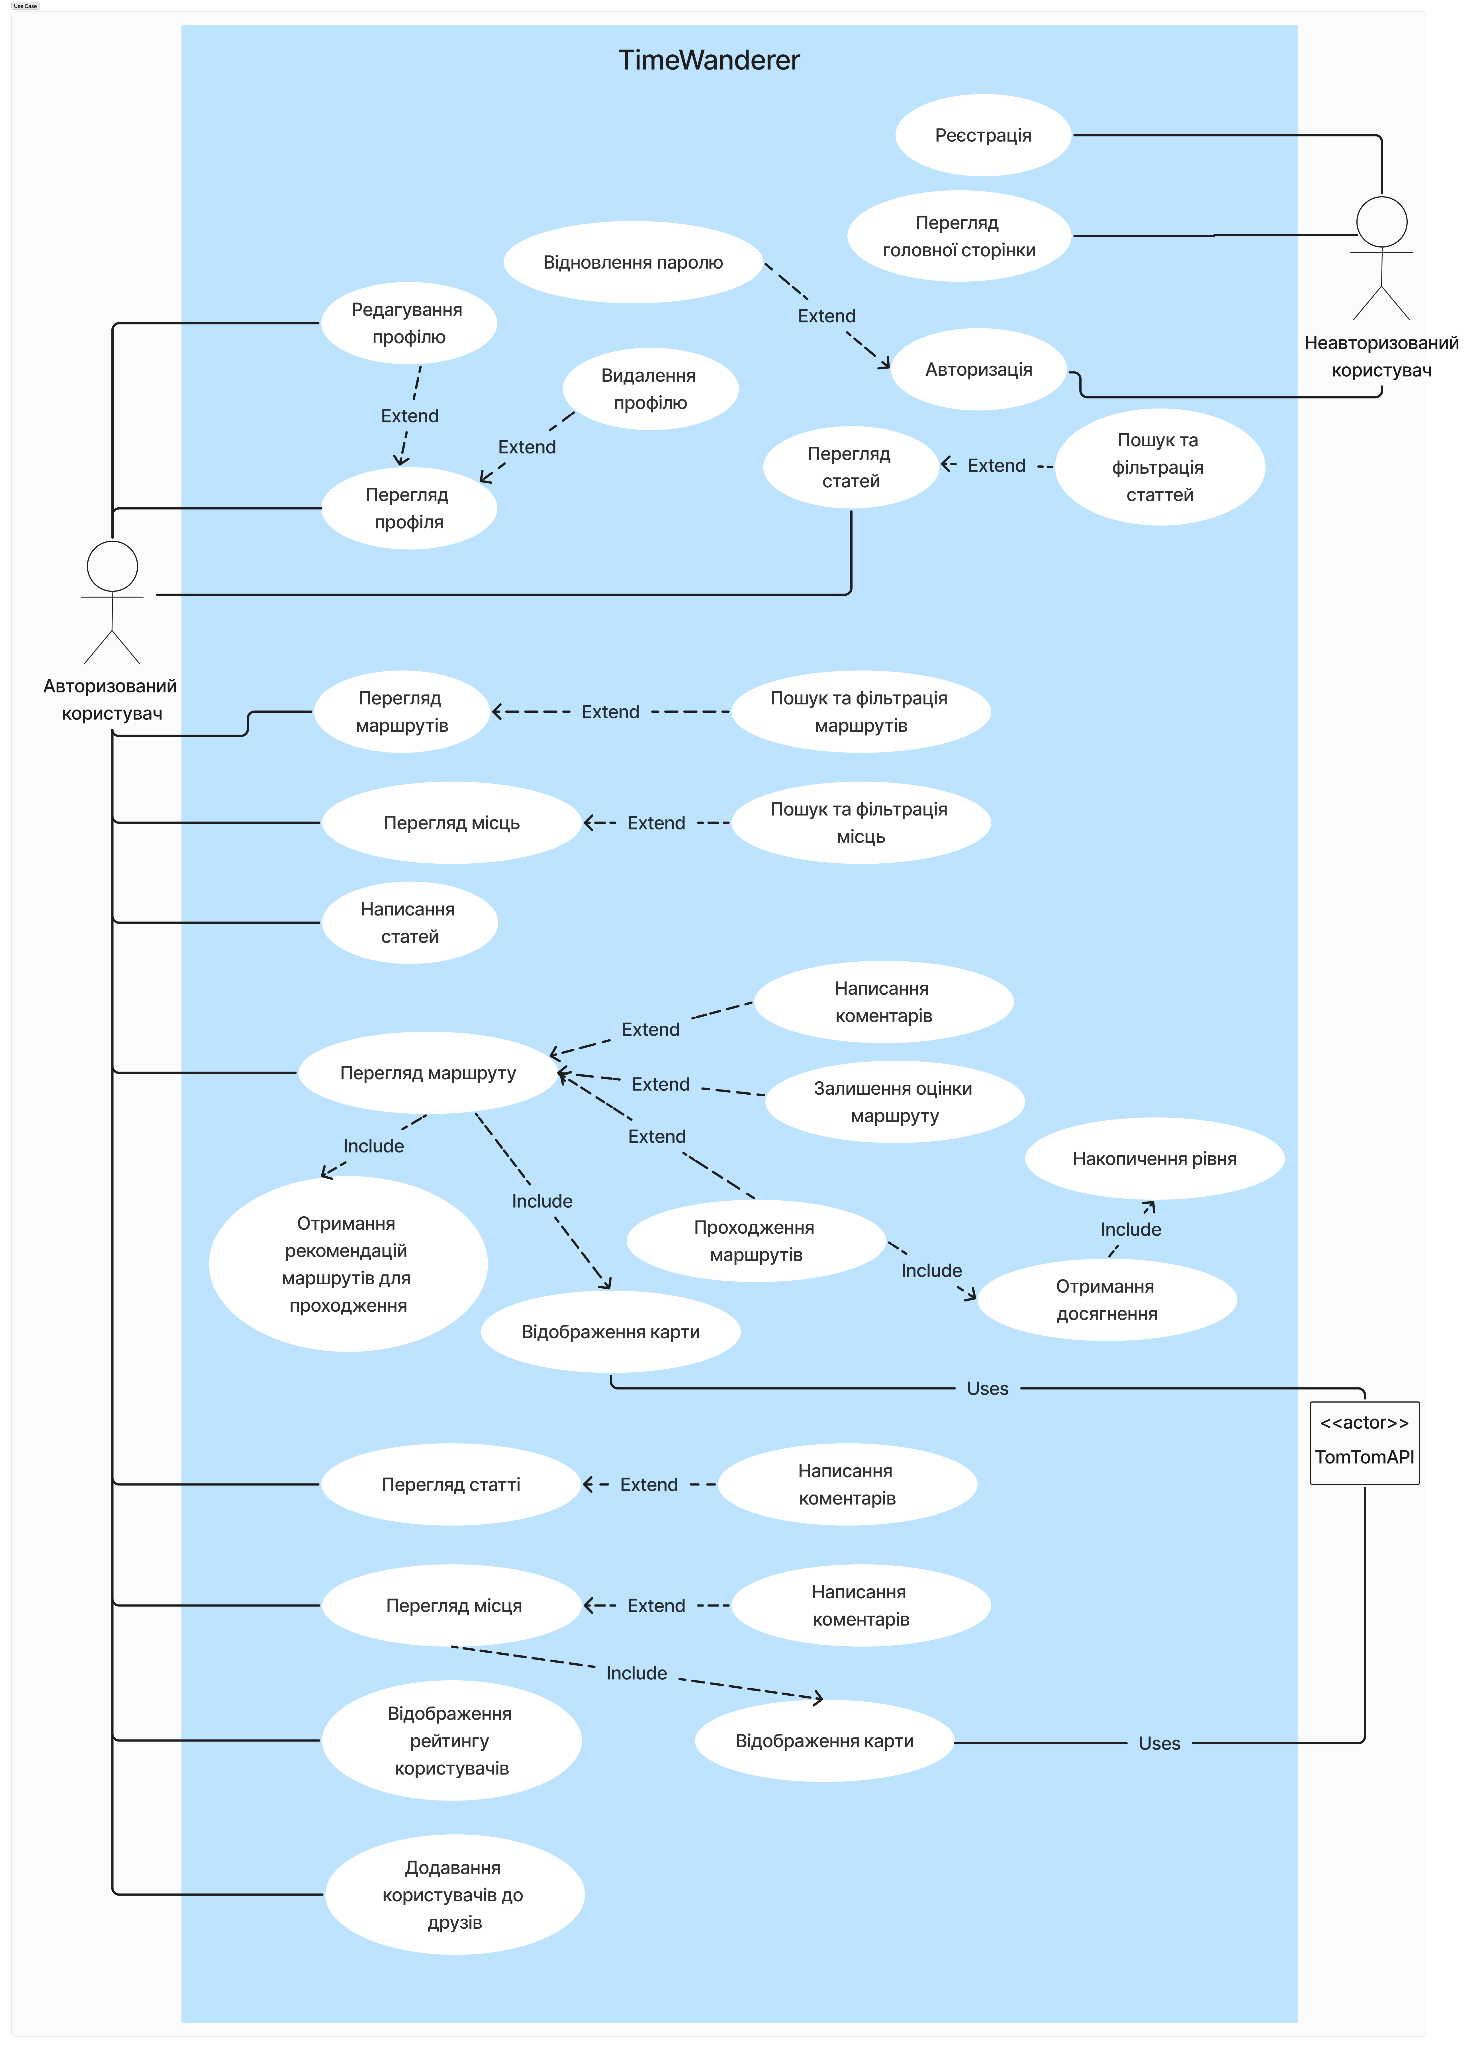 Use Case
TimeWanderer
Реєстрація
Перегляд
головної сторінки
Відновлення паролю
Extend
Авторизація
Неавторизований
користувач
Редагування
профілю
Видалення
профілю
Extend
Extend
Перегляд
профіля
Перегляд
статей
Extend
Пошук та
фільтрація
статтей
Авторизований
користувач
Перегляд
маршрутів
Extend
Пошук та фільтрація
маршрутів
Перегляд місць
Extend
Пошук та фільтрація
місць
Написання
статей
Написання
коментарів
Extend
Перегляд маршруту
Extend
Залишення оцінки
маршруту
Extend
Include
Include
Накопичення рівня
Отримання
рекомендацій
маршрутів для
проходження
Проходження
маршрутів
Include
Include
Отримання
досягнення
Відображення карти
Uses
<<actor>>
TomTomAPI
Перегляд статті
Extend
Написання
коментарів
Перегляд місця
Extend
Написання
коментарів
Include
Відображення
рейтингу
користувачів
Відображення карти
Uses
Додавання
користувачів до
друзів